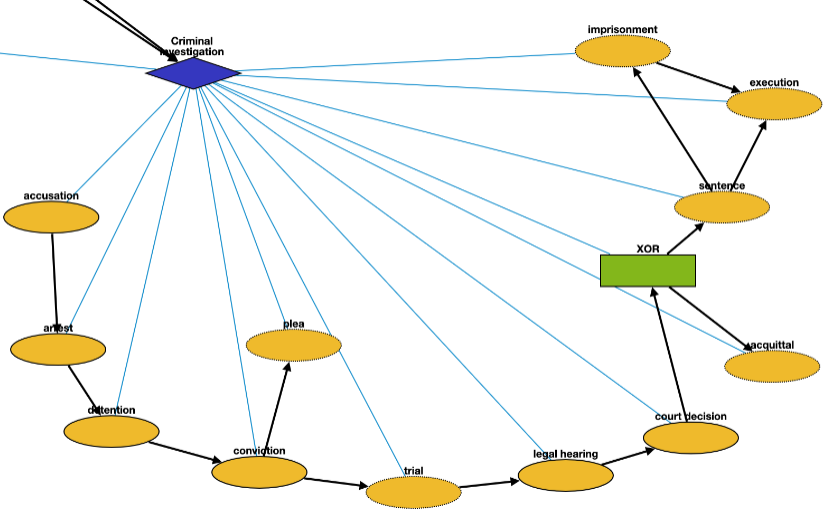 Criminal
investigation
imprisonment
execution
accusation
sentence
XOR
arrest
plea
acquittal
detention
court decision
conviction
legal hearing
trial